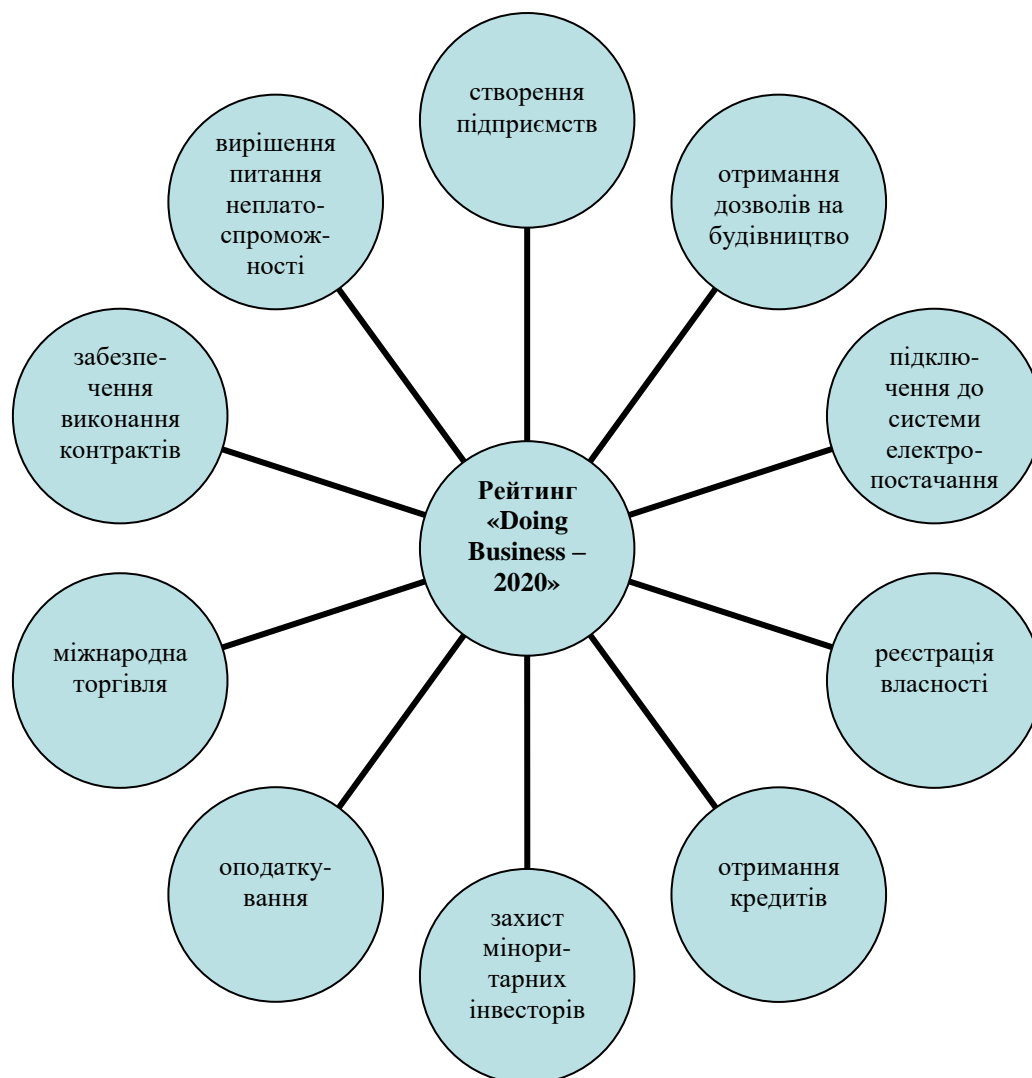 створення
підприємств
отримання
дозволів на
будівництво
підклю-
чення до
системи
електро-
постачання
реєстрація
власності
отримання
кредитів
захист
мінори-
тарних
інвесторів
оподатку-
вання
міжнародна
торгівля
забезпе-
чення
виконання
контрактів
вирішення
питання
неплато-
спромож-
ності
Рейтинг
«Doing
Business –
2020»